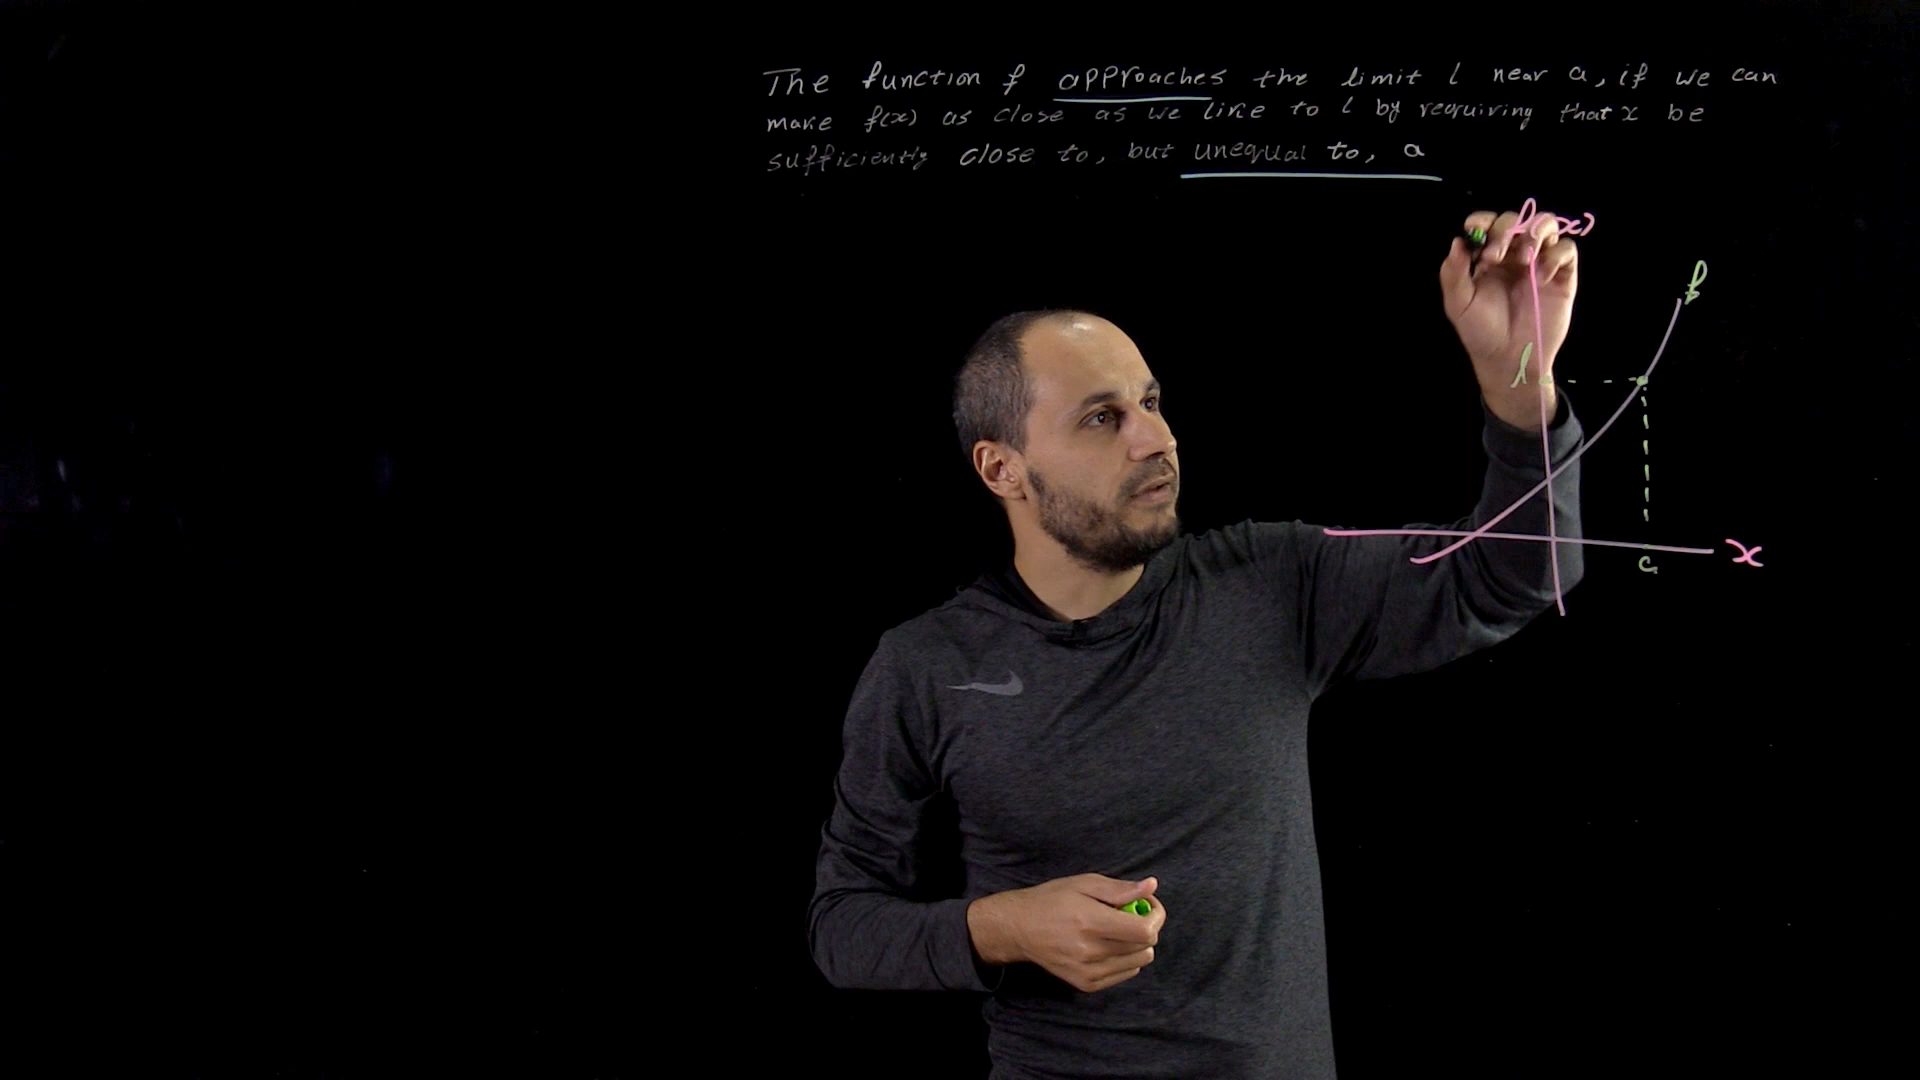 The function f approaches the limit l near a, if we can
make f(x) as close as we like to l by requiring that x be
sufficiently close to, but unequal to, a
f(x)
f
l
x
a